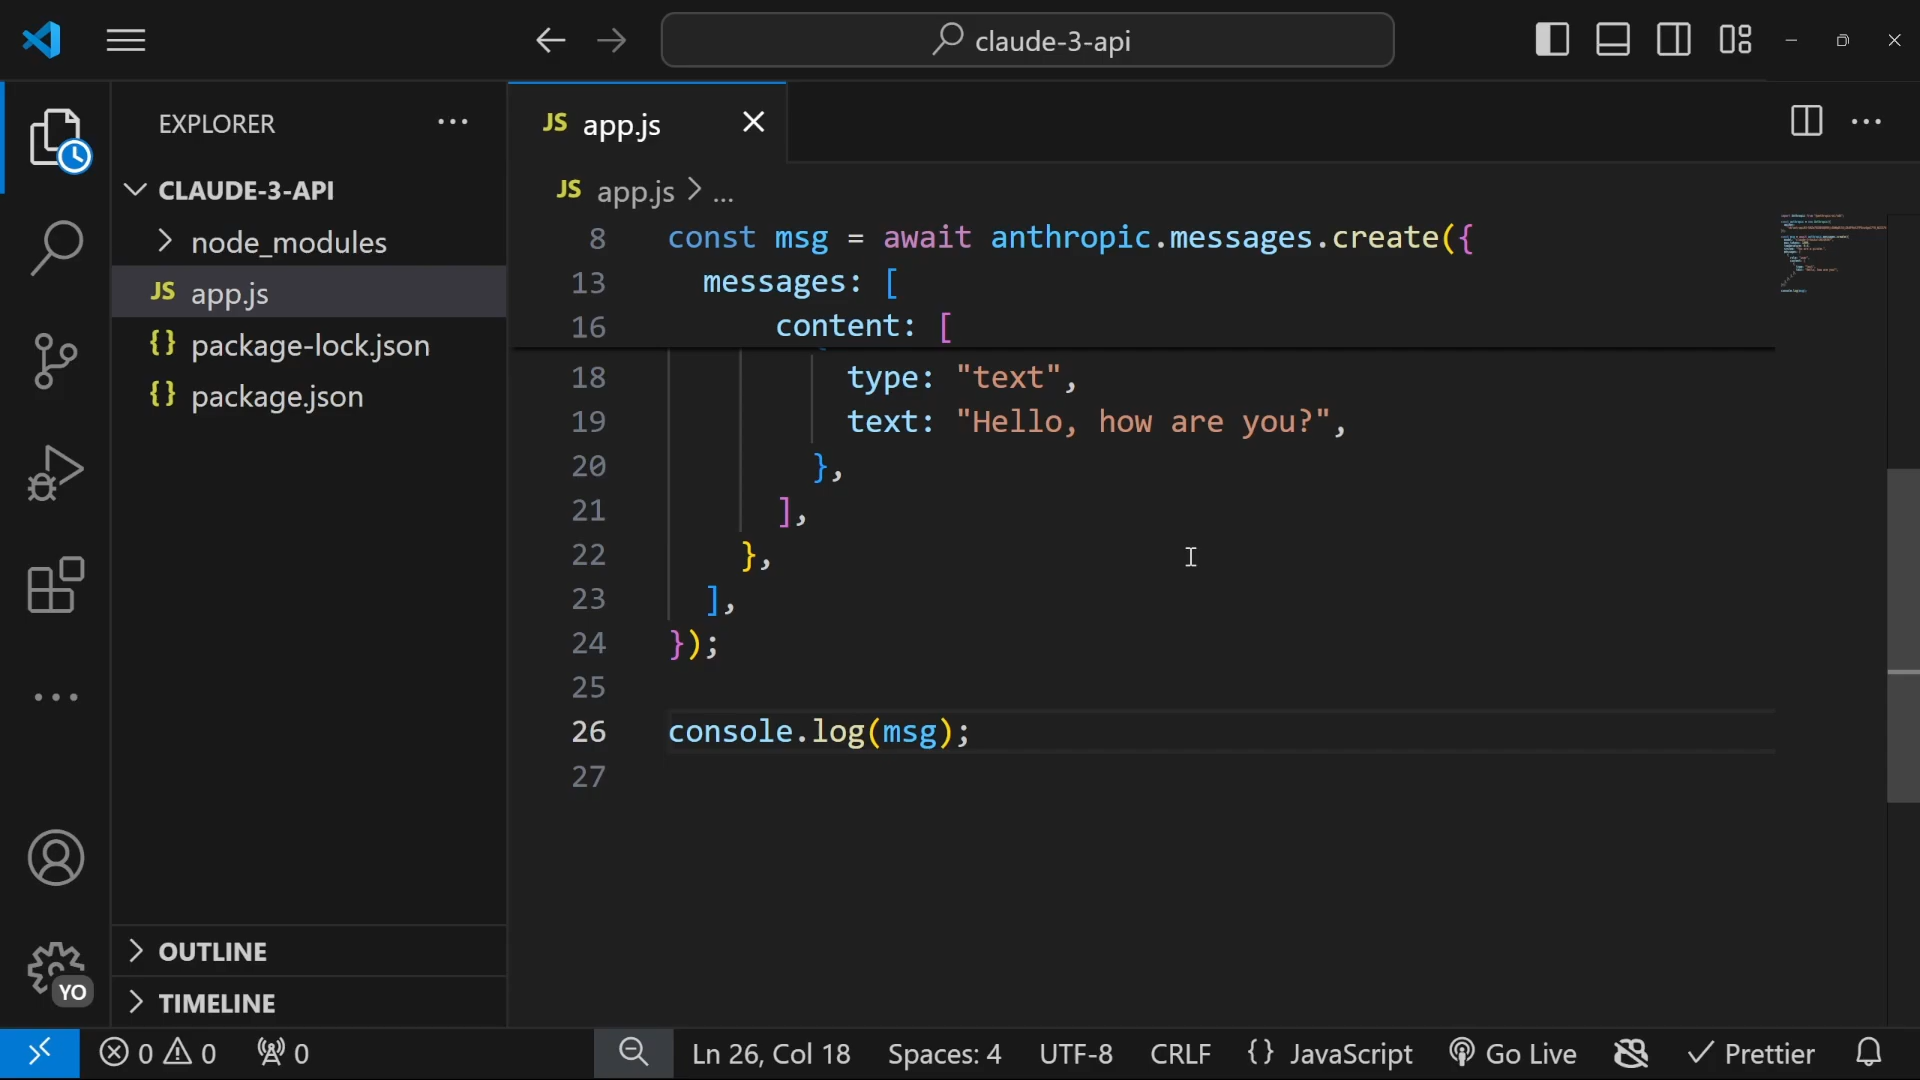 claude-3-api
EXPLORER
CLAUDE-3-API
node_modules
JS app.js
{} package-lock.json
{} package.json
OUTLINE
TIMELINE
YO
JS app.js
JS app.js > ...
8 const msg = await anthropic.messages.create({
13 messages: [
16 content: [
18 type: "text",
19 text: "Hello, how are you?",
20 },
21 ],
22 },
23 ],
24 });
25
26 console.log(msg);
27
0 0 0 Ln 26, Col 18 Spaces: 4 UTF-8 CRLF {} JavaScript Go Live Prettier